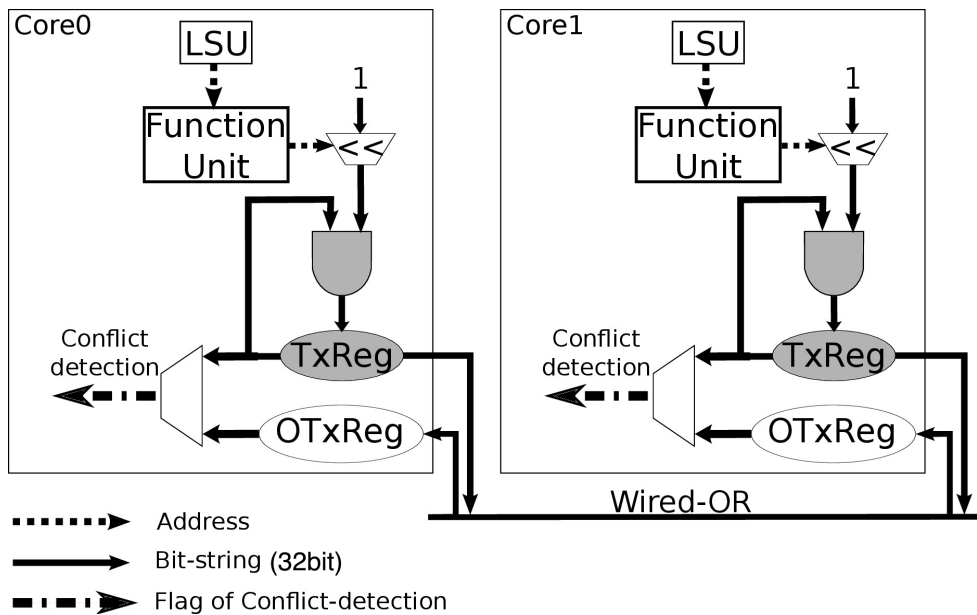 Core0
LSU
1
Function
Unit
<<
Conflict
detection
TxReg
OTxReg
Core1
LSU
1
Function
Unit
<<
Conflict
detection
TxReg
OTxReg
Wired-OR
Address
Bit-string (32bit)
Flag of Conflict-detection